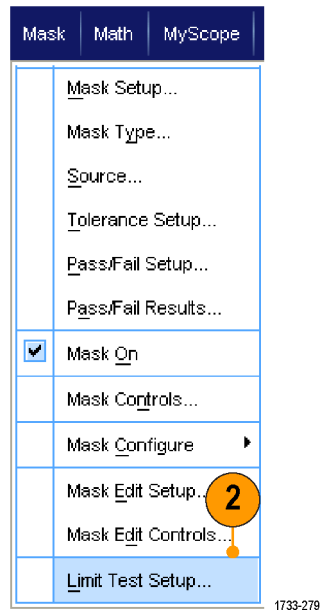 Mask Math MyScope
Mask Setup...
Mask Type...
Source...
Tolerance Setup...
Pass/Fail Setup...
Pass/Fail Results...
Mask On
Mask Controls...
Mask Configure
Mask Edit Setup..
2
Mask Edit Controls...
Limit Test Setup...
1733-279